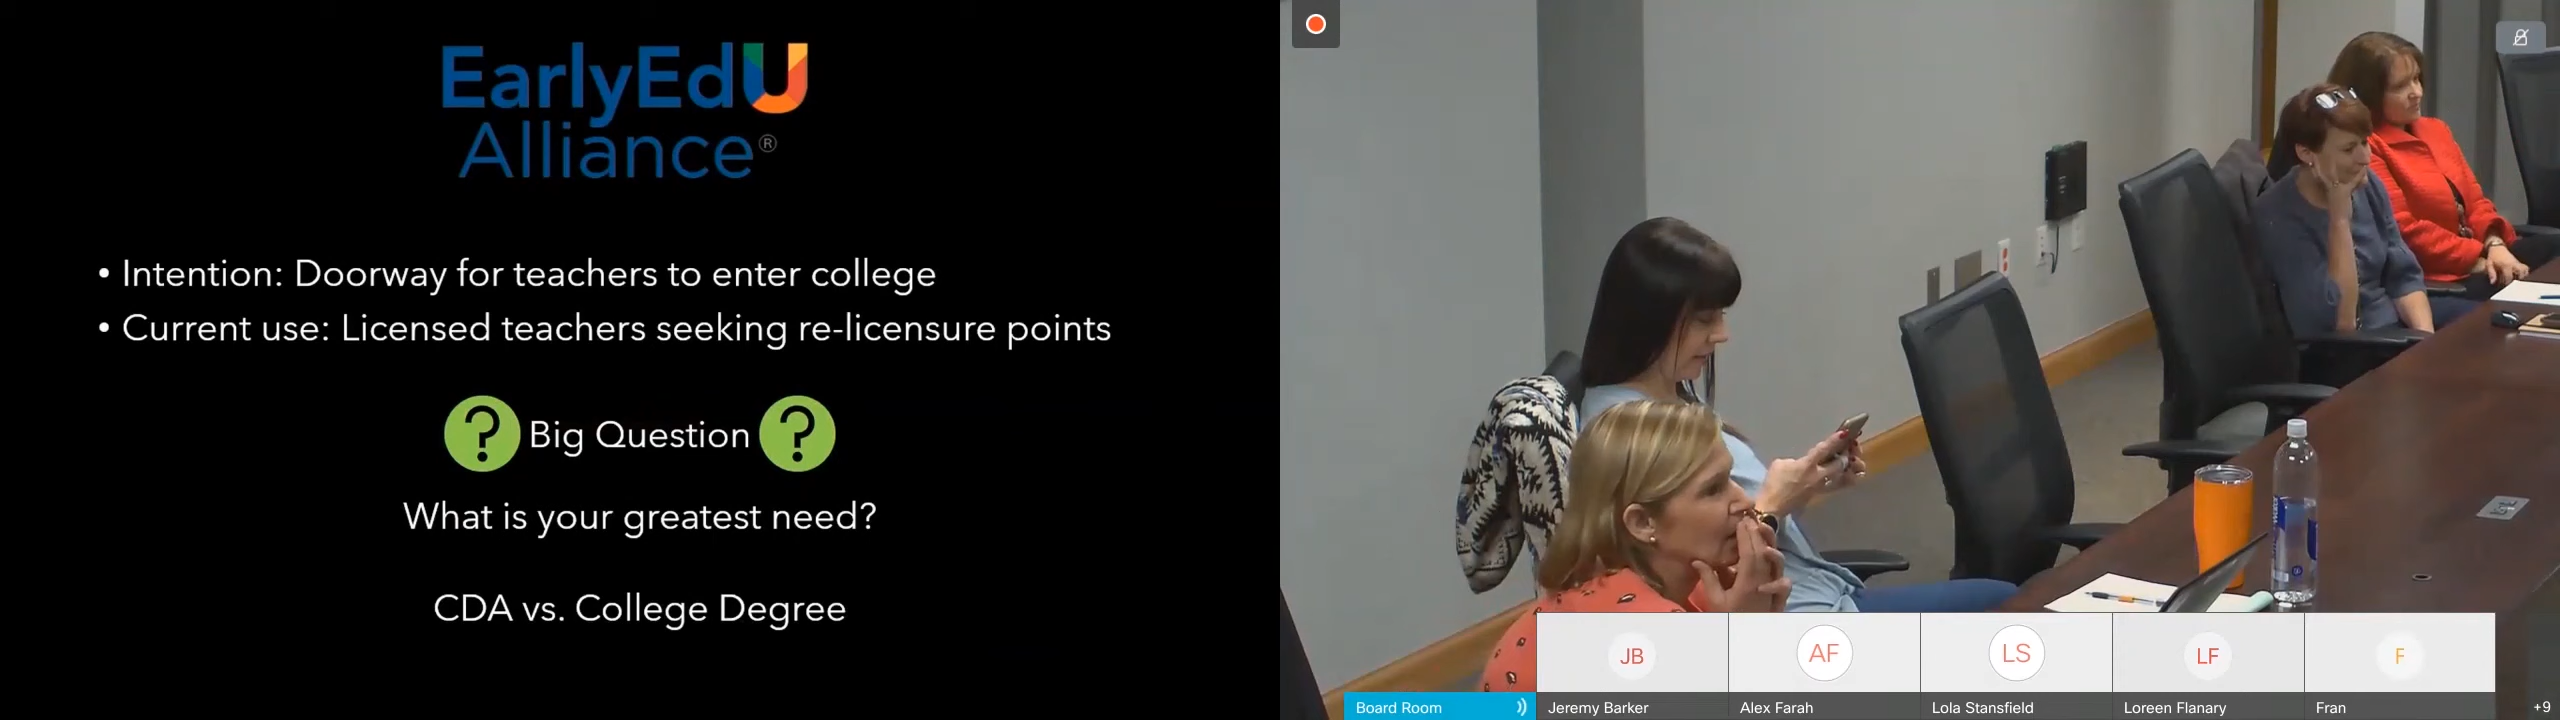 EarlyEdU
Alliance®
• Intention: Doorway for teachers to enter college
• Current use: Licensed teachers seeking re-licensure points
? Big Question ?
What is your greatest need?
CDA vs. College Degree
JB
AF
LS
LF
F
Board Room
Jeremy Barker
Alex Farah
Lola Stansfield
Loreen Flanary
Fran
+9